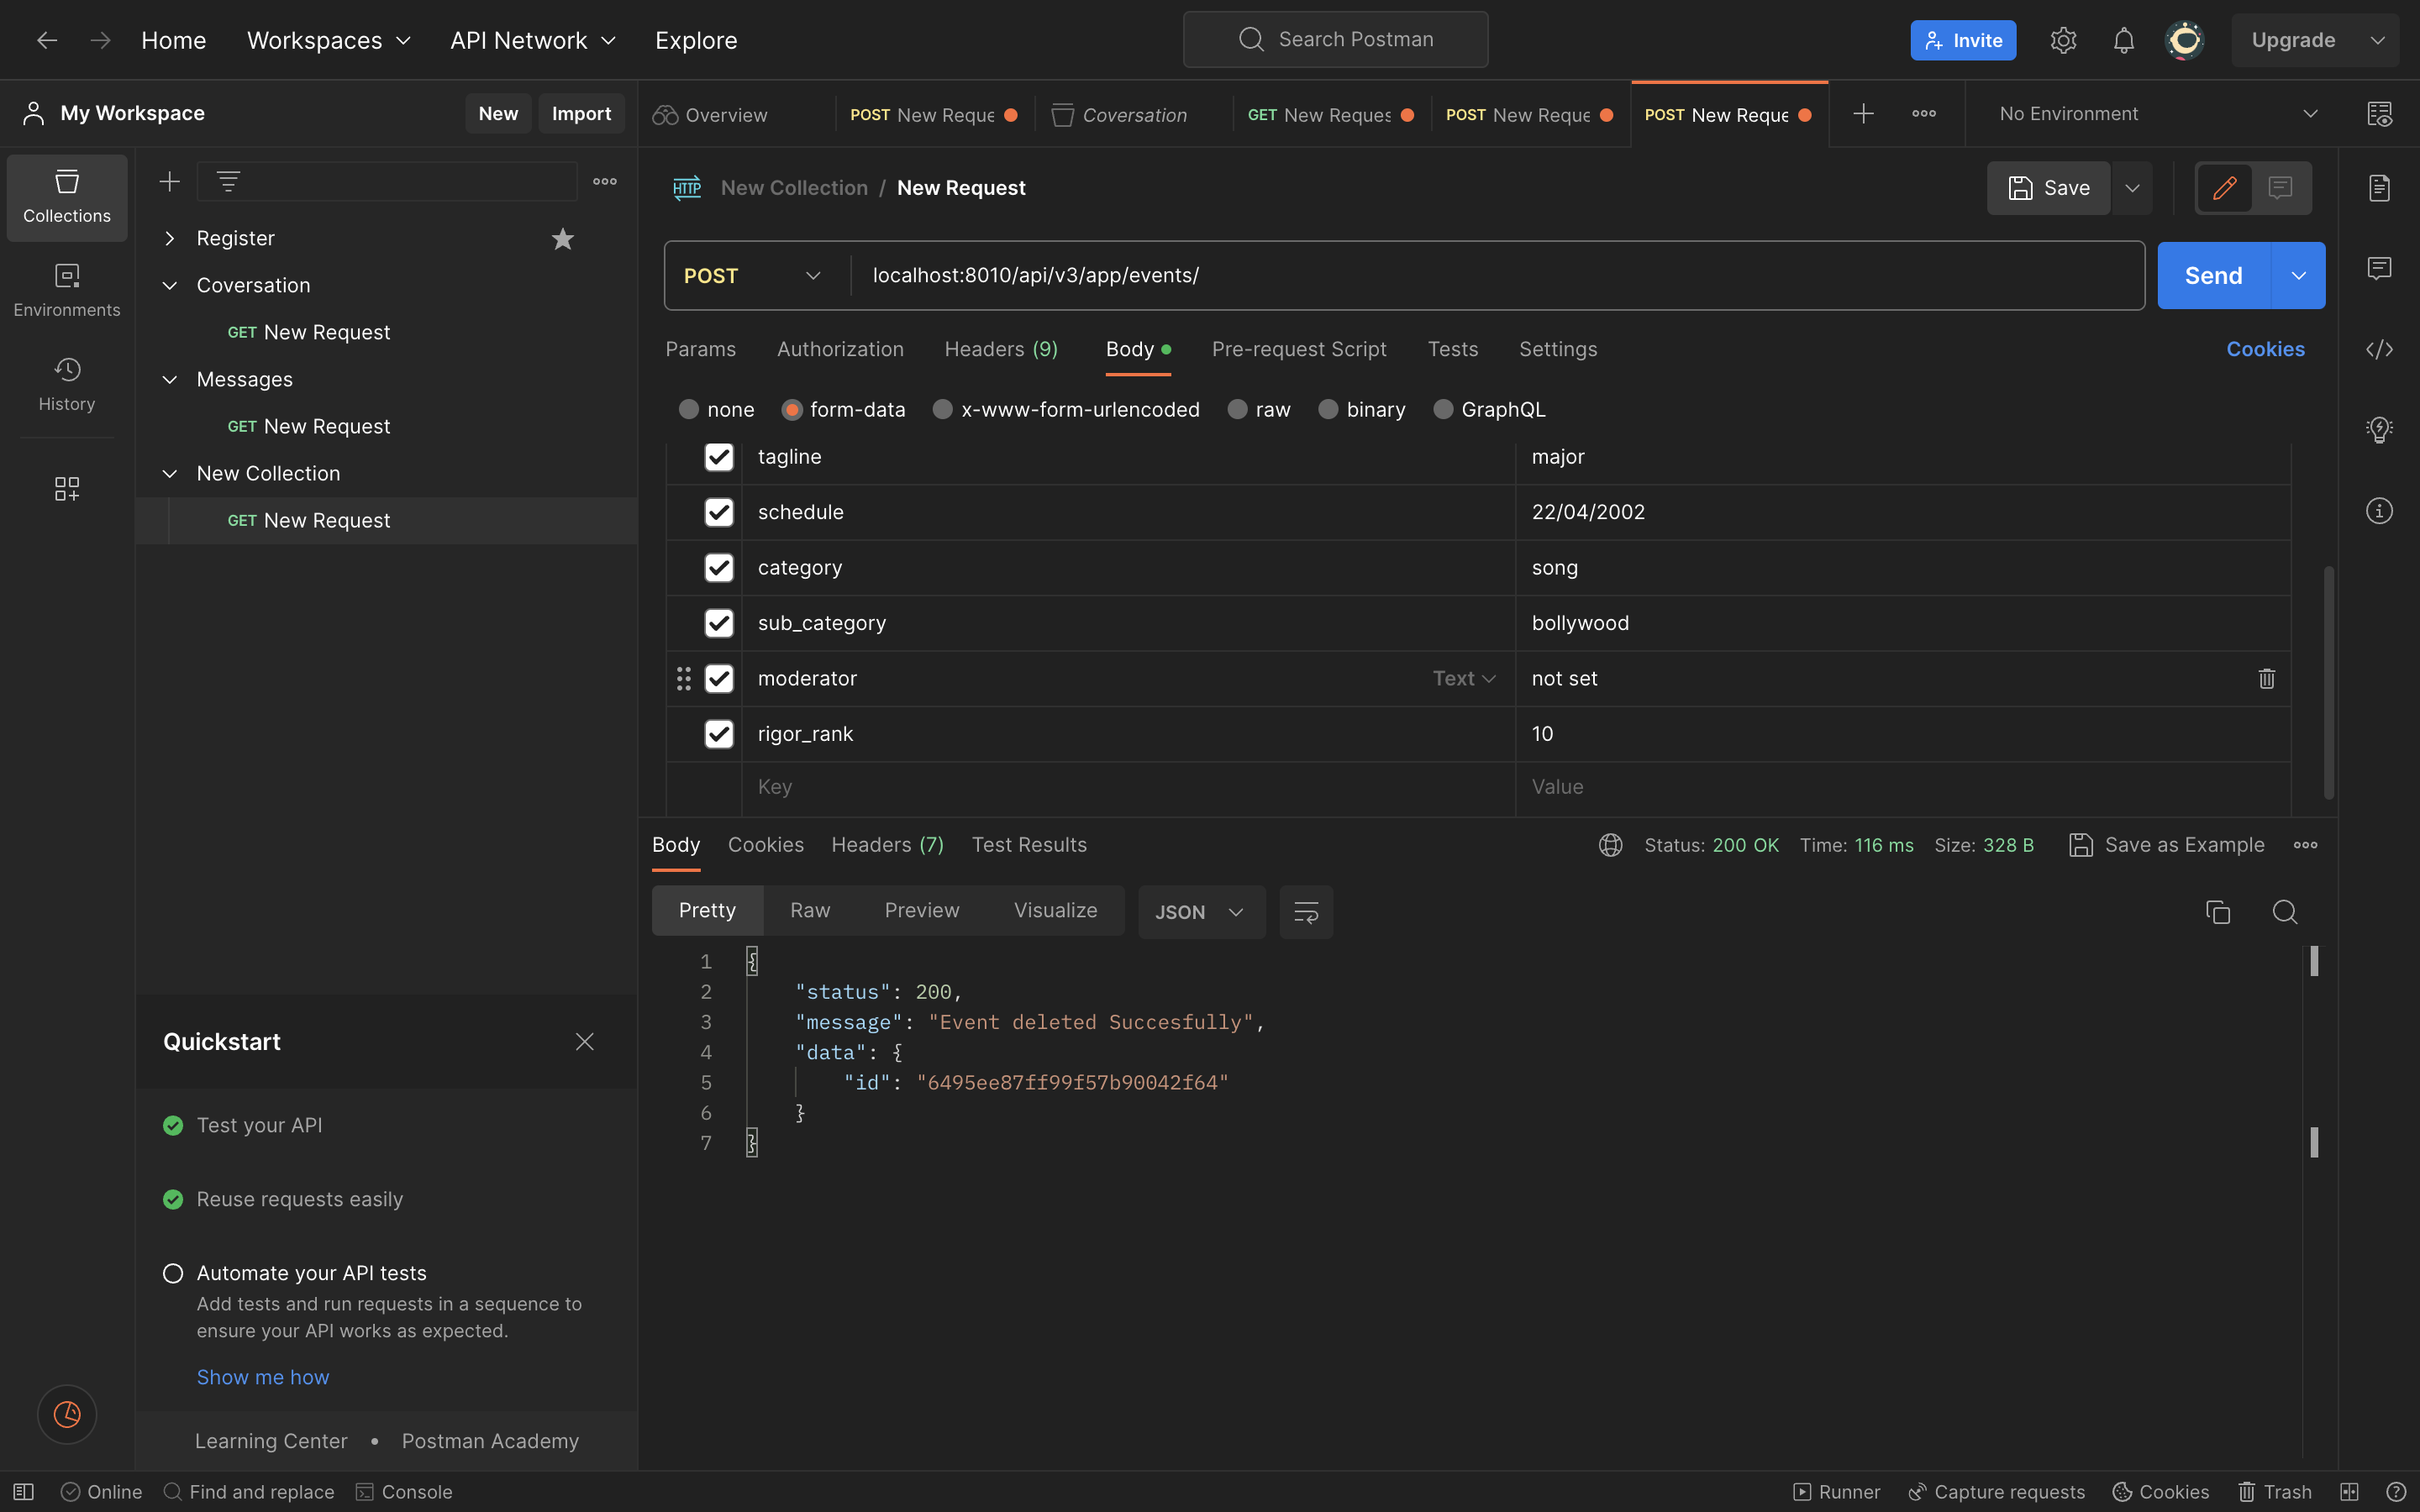 Home Workspaces API Network Explore Search Postman Invite Upgrade
My Workspace New Import Overview POST New Reque Coversation GET New Reques POST New Reque POST New Reque No Environment
Collections
Environments
History
Register
Coversation
GET New Request
Messages
GET New Request
New Collection
GET New Request
HTTP New Collection / New Request Save
POST localhost:8010/api/v3/app/events/ Send
Params Authorization Headers (9) Body Pre-request Script Tests Settings Cookies
none form-data x-www-form-urlencoded raw binary GraphQL
tagline major
schedule 22/04/2002
category song
sub_category bollywood
moderator Text not set
rigor_rank 10
Key Value
Body Cookies Headers (7) Test Results Status: 200 OK Time: 116 ms Size: 328 B Save as Example
Pretty Raw Preview Visualize JSON
1 {
2 "status": 200,
3 "message": "Event deleted Succesfully",
4 "data": {
5 "id": "6495ee87ff99f57b90042f64"
6 }
7 }
Quickstart
Test your API
Reuse requests easily
Automate your API tests
Add tests and run requests in a sequence to
ensure your API works as expected.
Show me how
Learning Center • Postman Academy
Online Find and replace Console Runner Capture requests Cookies Trash